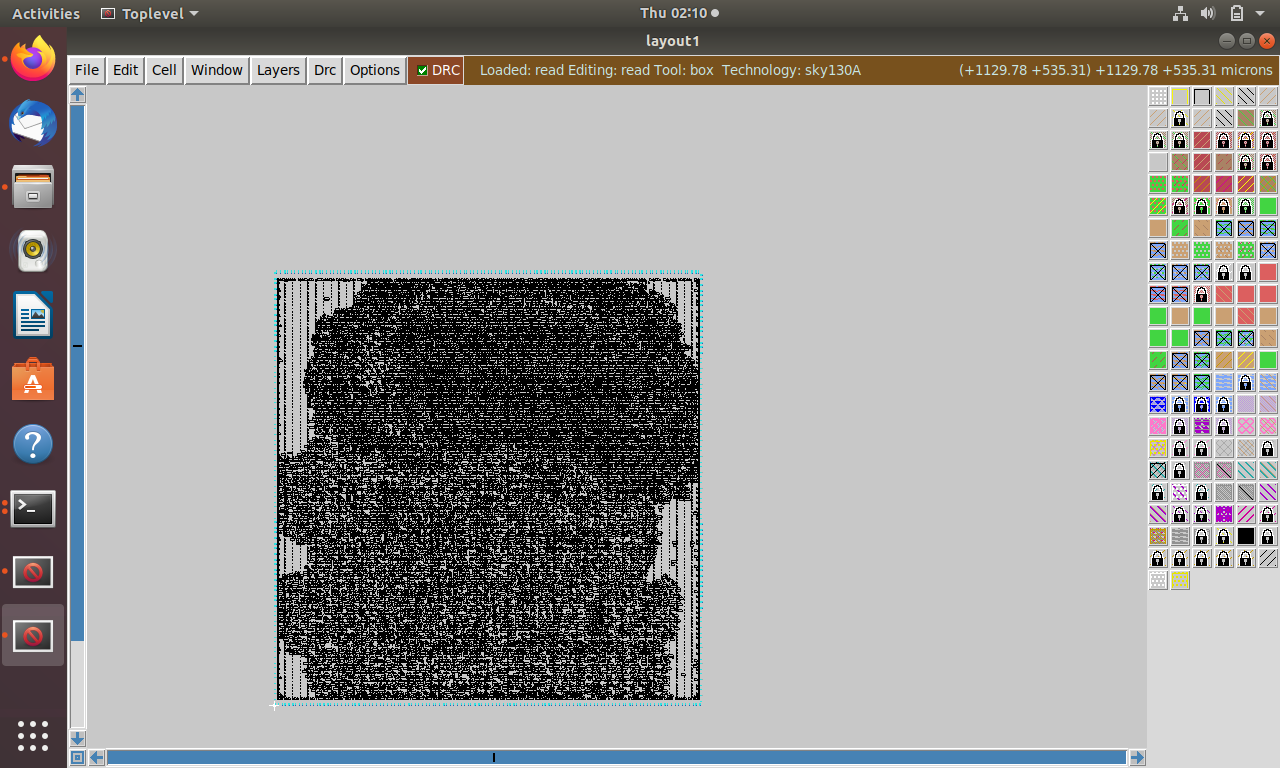 Activities Toplevel Thu 02:10
layout1
File Edit Cell Window Layers Drc Options DRC Loaded: read Editing: read Tool: box Technology: sky130A (+1129.78 +535.31) +1129.78 +535.31 microns